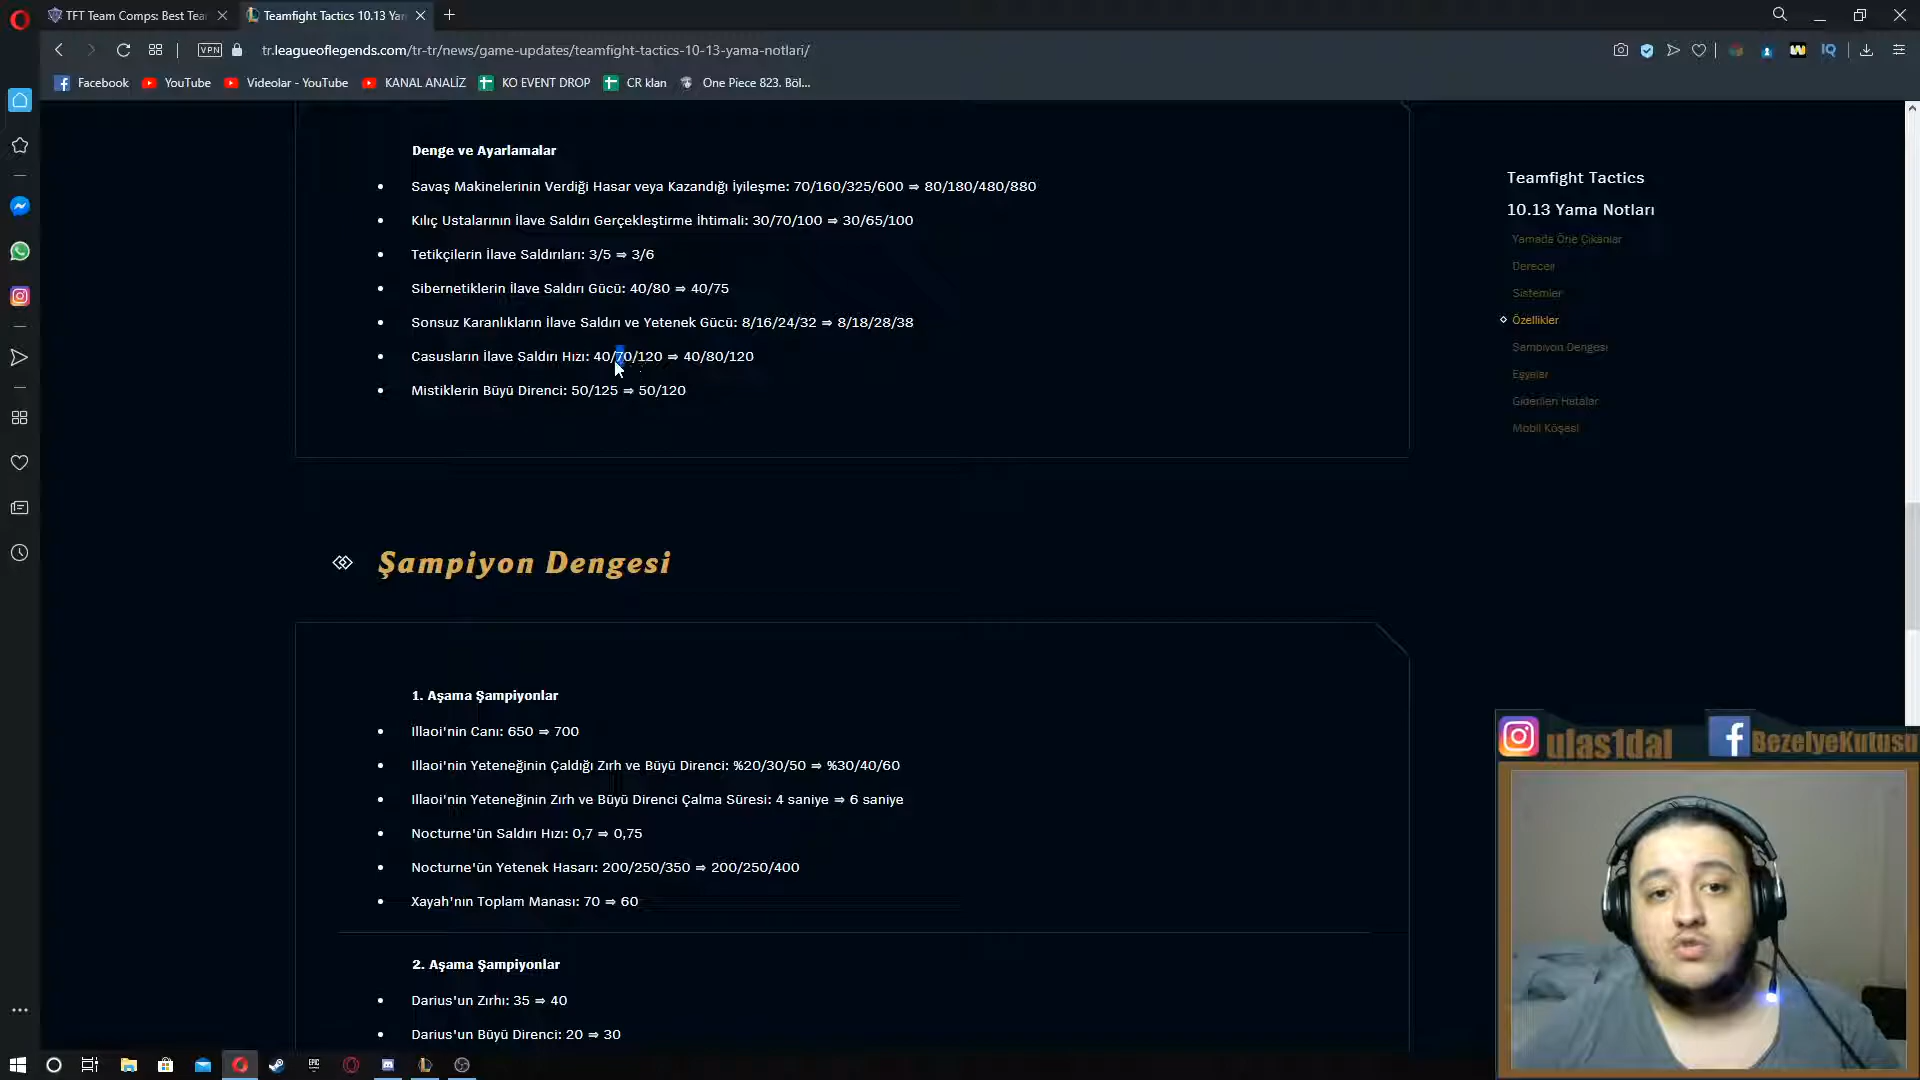 TFT Team Comps: Best Tea
Teamfight Tactics 10.13 Ya
VPN
tr.leagueoflegends.com/tr-tr/news/game-updates/teamfight-tactics-10-13-yama-notlari/
Facebook
YouTube
Videolar - YouTube
KANAL ANALİZ
KO EVENT DROP
CR klan
One Piece 823. Böl...
Denge ve Ayarlamalar
Savaş Makinelerinin Verdiği Hasar veya Kazandığı İyileşme: 70/160/325/600 ⇒ 80/180/480/880
Kılıç Ustalarının İlave Saldırı Gerçekleştirme İhtimali: 30/70/100 ⇒ 30/65/100
Tetikçilerin İlave Saldırıları: 3/5 ⇒ 3/6
Sibernetiklerin İlave Saldırı Gücü: 40/80 ⇒ 40/75
Sonsuz Karanlıkların İlave Saldırı ve Yetenek Gücü: 8/16/24/32 ⇒ 8/18/28/38
Casusların İlave Saldırı Hızı: 40/70/120 ⇒ 40/80/120
Mistiklerin Büyü Direnci: 50/125 ⇒ 50/120
Şampiyon Dengesi
1. Aşama Şampiyonlar
Illaoi'nin Canı: 650 ⇒ 700
Illaoi'nin Yeteneğinin Çaldığı Zırh ve Büyü Direnci: %20/30/50 ⇒ %30/40/60
Illaoi'nin Yeteneğinin Zırh ve Büyü Direnci Çalma Süresi: 4 saniye ⇒ 6 saniye
Nocturne'ün Saldırı Hızı: 0,7 ⇒ 0,75
Nocturne'ün Yetenek Hasarı: 200/250/350 ⇒ 200/250/400
Xayah'nın Toplam Manası: 70 ⇒ 60
2. Aşama Şampiyonlar
Darius'un Zırhı: 35 ⇒ 40
Darius'un Büyü Direnci: 20 ⇒ 30
Teamfight Tactics
10.13 Yama Notları
Yamada Öne Çıkanlar
Dereceli
Sistemler
Özellikler
Şampiyon Dengesi
Eşyalar
Giderilen Hatalar
Mobil Köşesi
ulas1dal
BezelyeKutusu